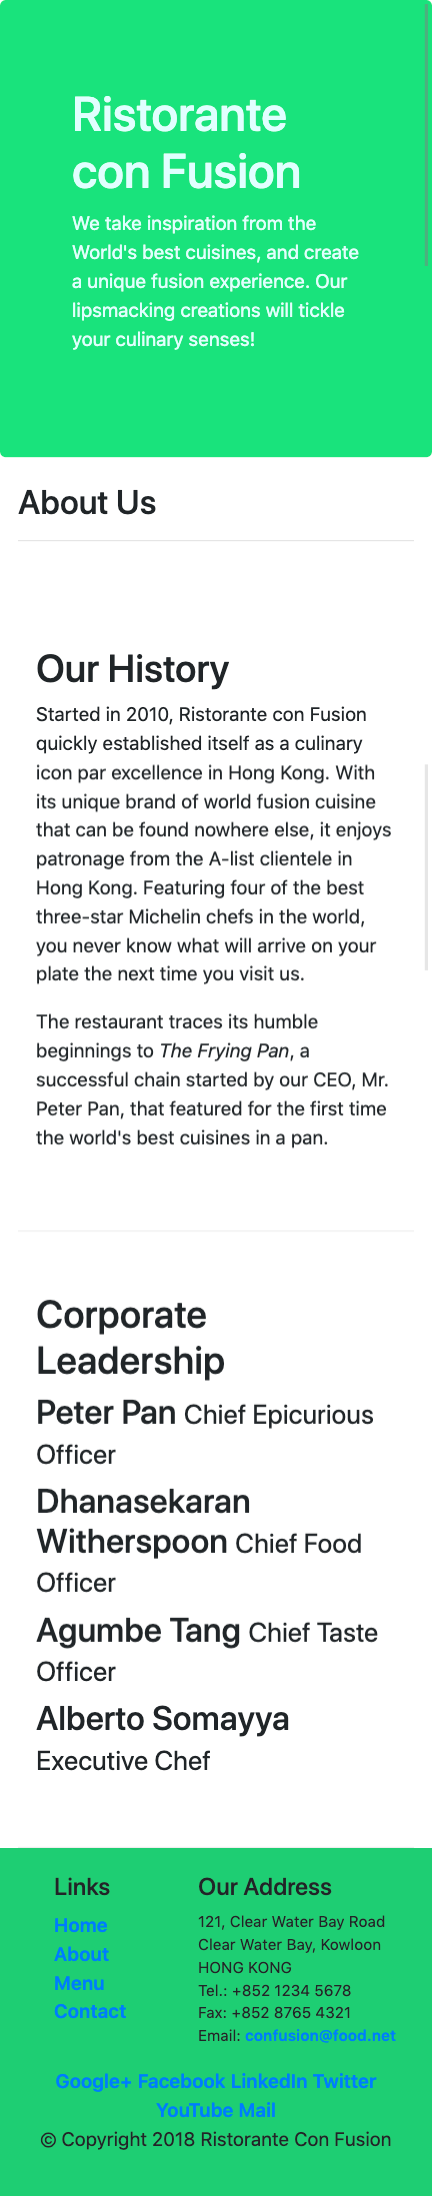 Ristorante
con Fusion
We take inspiration from the
World's best cuisines, and create
a unique fusion experience. Our
lipsmacking creations will tickle
your culinary senses!
About Us
Our History
Started in 2010, Ristorante con Fusion
quickly established itself as a culinary
icon par excellence in Hong Kong. With
its unique brand of world fusion cuisine
that can be found nowhere else, it enjoys
patronage from the A-list clientele in
Hong Kong. Featuring four of the best
three-star Michelin chefs in the world,
you never know what will arrive on your
plate the next time you visit us.
The restaurant traces its humble
beginnings to The Frying Pan, a
successful chain started by our CEO, Mr.
Peter Pan, that featured for the first time
the world's best cuisines in a pan.
Corporate
Leadership
Peter Pan Chief Epicurious
Officer
Dhanasekaran
Witherspoon Chief Food
Officer
Agumbe Tang Chief Taste
Officer
Alberto Somayya
Executive Chef
Links
Home
About
Menu
Contact
Our Address
121, Clear Water Bay Road
Clear Water Bay, Kowloon
HONG KONG
Tel.: +852 1234 5678
Fax: +852 8765 4321
Email: confusion@food.net
Google+ Facebook LinkedIn Twitter
YouTube Mail
© Copyright 2018 Ristorante Con Fusion